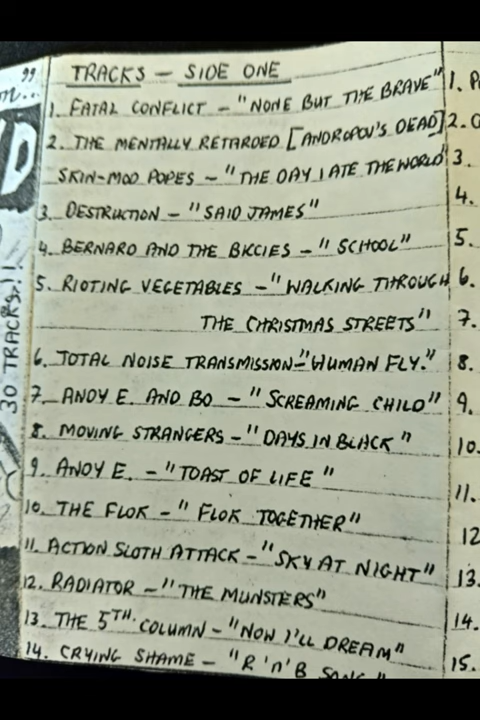 99
TRACKS - SIDE ONE
1. FATAL CONFLICT - "NONE BUT THE BRAVE"
2. THE MENTALLY RETARDED [ANDROPOV'S DEAD]
SKIN-MOD POPES - "THE DAY I ATE THE WORLD
3. DESTRUCTION - "SAID JAMES"
4. BERNARD AND THE BICCIES - "SCHOOL"
5. RIOTING VEGETABLES - "WALKING THROUGH
THE CHRISTMAS STREETS"
6. TOTAL NOISE TRANSMISSION - "HUMAN FLY."
7. ANDY E. AND BO - "SCREAMING CHILD"
8. MOVING STRANGERS - "DAYS IN BLACK"
9. ANDY E. - "TOAST OF LIFE"
10. THE FLOK - "FLOK TOGETHER"
11. ACTION SLOTH ATTACK - "SKY AT NIGHT"
12. RADIATOR - "THE MUNSTERS"
13. THE 5TH COLUMN - "NOW I'LL DREAM"
14. CRYING SHAME - "R 'N' B SONG"
30 TRACKS!!
1.
2.
3.
4.
5.
6.
7.
8.
9.
10.
11.
12
13.
14.
15.